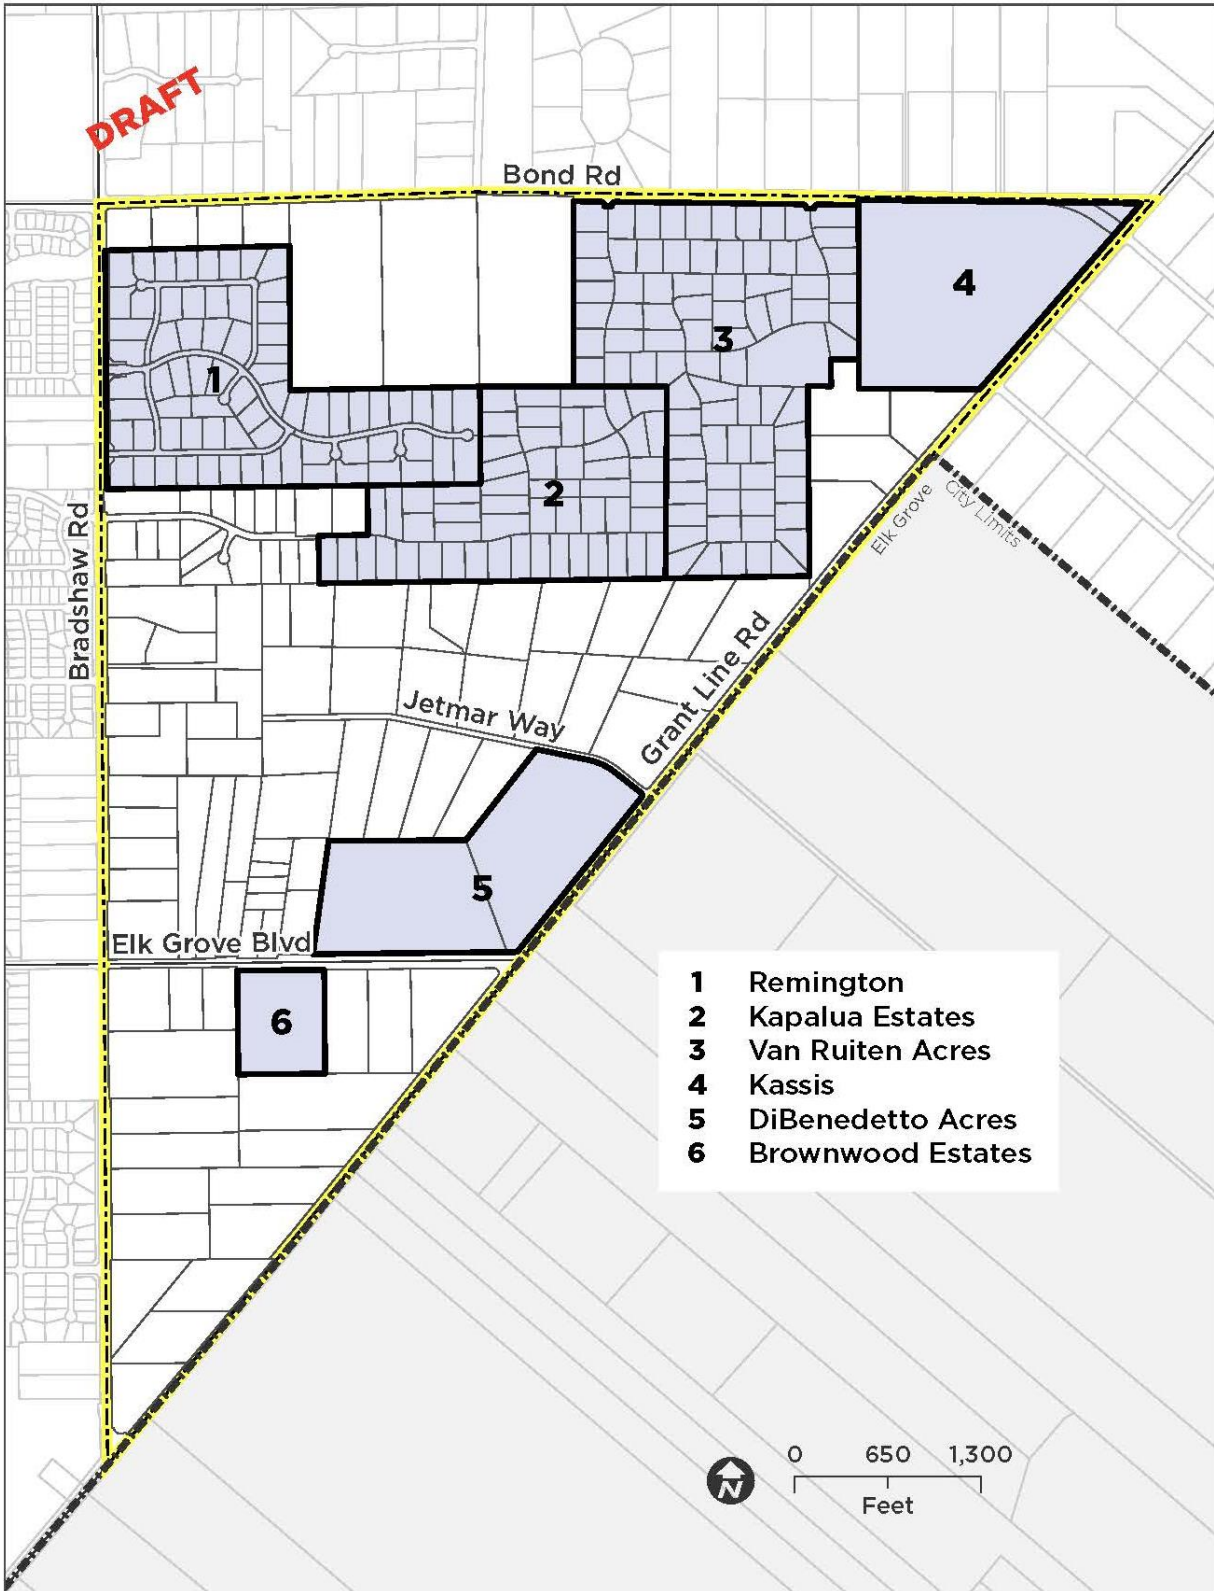 DRAFT
Bond Rd
4
3
1
2
Elk Grove
City Limits
Bradshaw Rd
Grant Line Rd
Jetmar Way
5
Elk Grove Blvd
6
1 Remington
2 Kapalua Estates
3 Van Ruiten Acres
4 Kassis
5 DiBenedetto Acres
6 Brownwood Estates
0 650 1,300
N
Feet